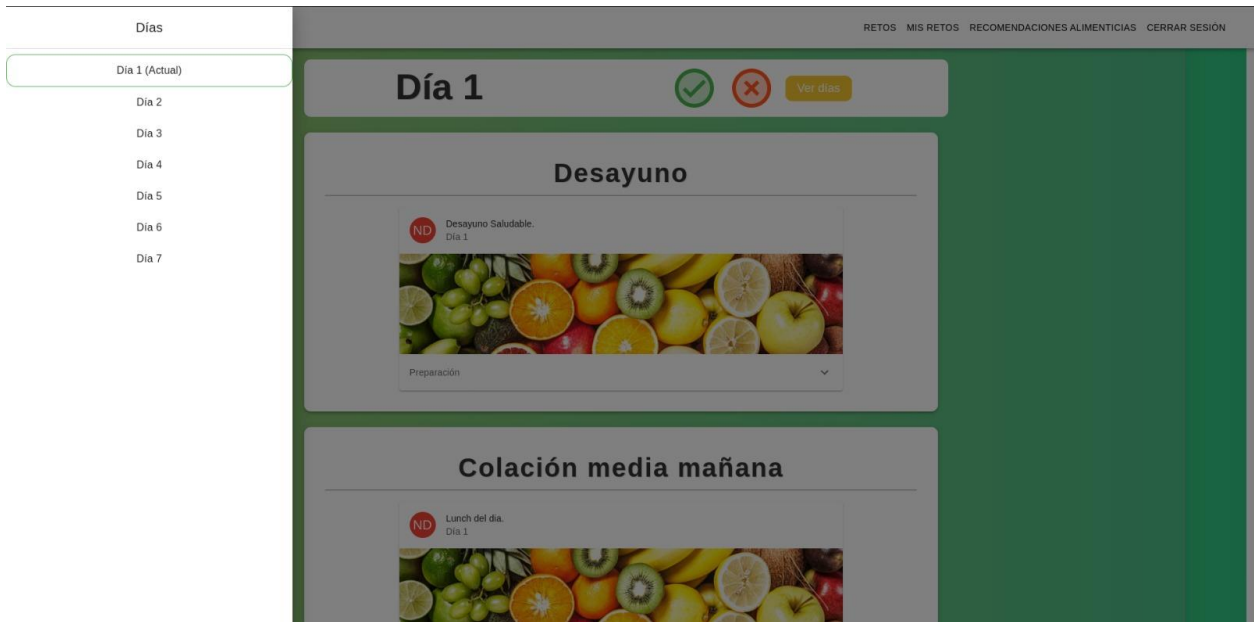 Días
Día 1 (Actual)
Día 2
Día 3
Día 4
Día 5
Día 6
Día 7
RETOS MIS RETOS RECOMENDACIONES ALIMENTICIAS CERRAR SESIÓN
Día 1
Ver días
Desayuno
ND
Desayuno Saludable.
Día 1
Preparación
Colación media mañana
ND
Lunch del dia.
Día 1